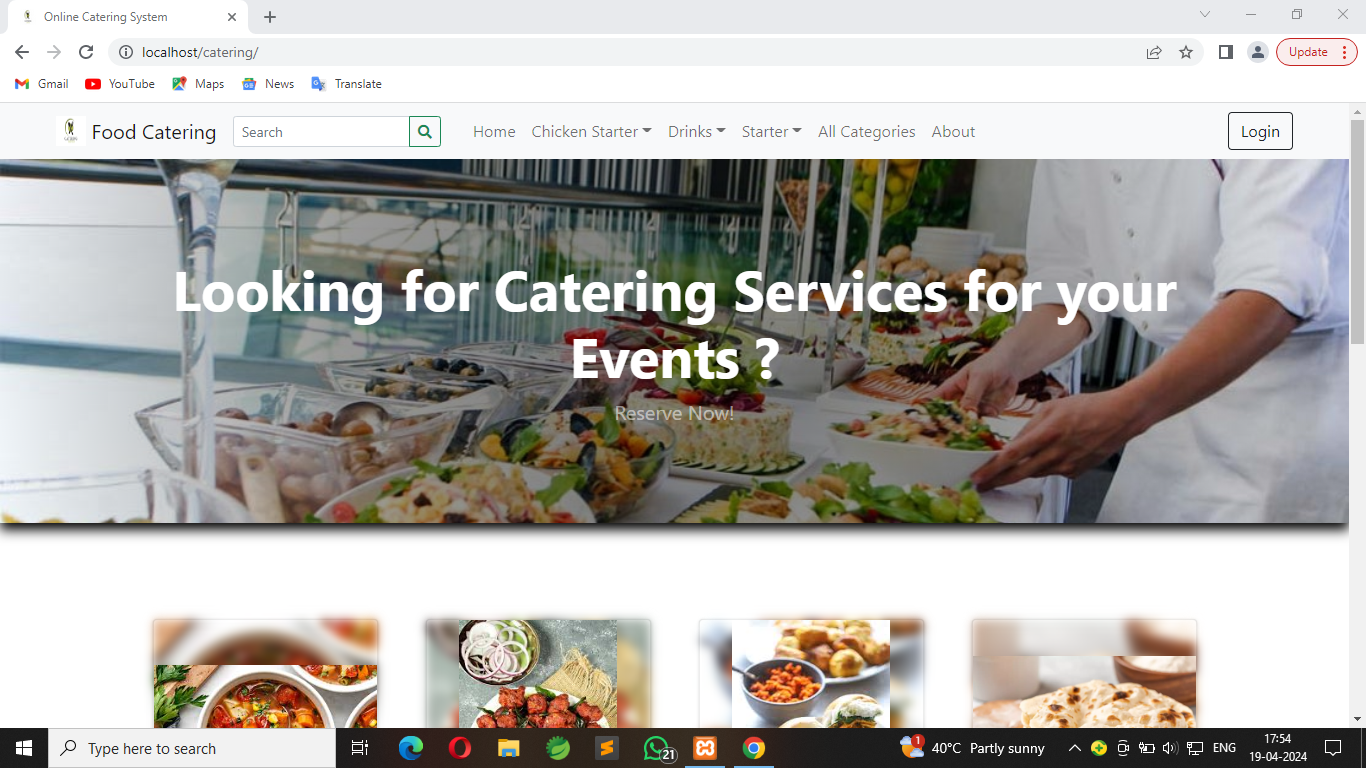 Online Catering System
localhost/catering/
Update
Gmail
YouTube
Maps
News
Translate
Food Catering
Search
Home
Chicken Starter
Drinks
Starter
All Categories
About
Login
Looking for Catering Services for your
Events ?
Reserve Now!
Type here to search
21
1
40°C Partly sunny
ENG
17:54
19-04-2024